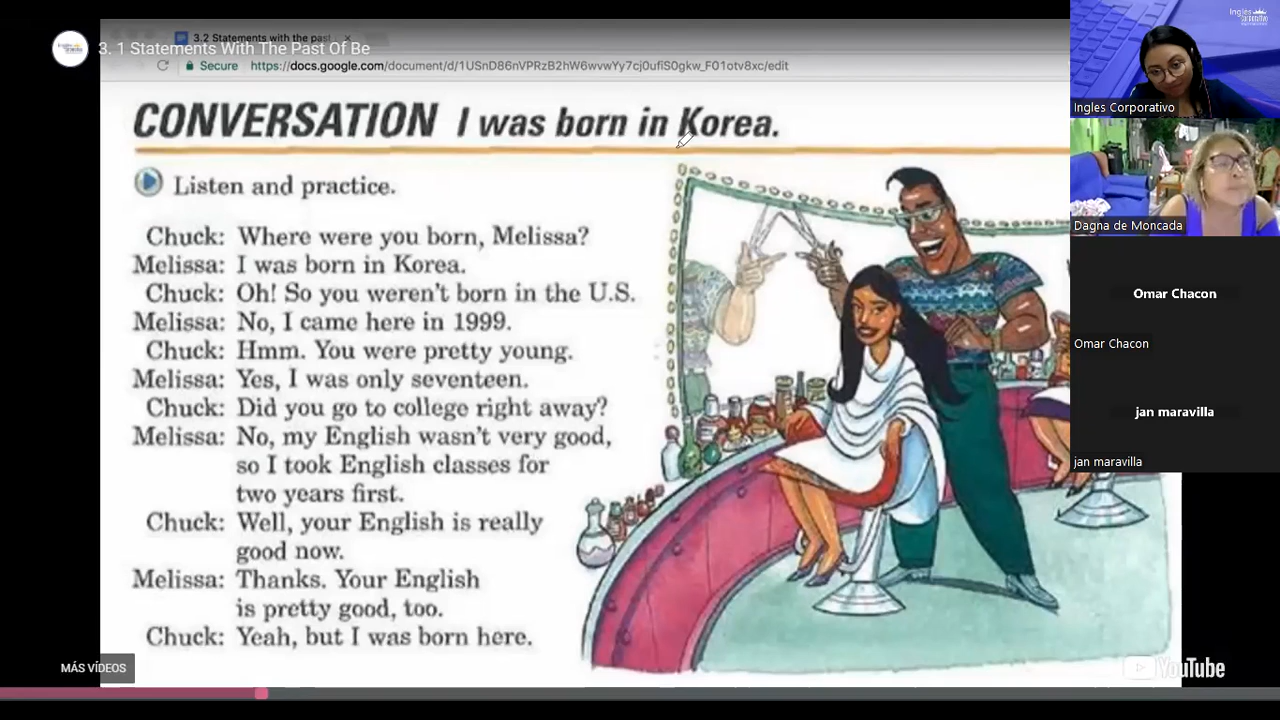 3.2 Statements with the past
3. 1 Statements With The Past Of Be
Secure
https://docs.google.com/document/d/1USnD86nVPRzB2hW6wvwYy7cj0ufiS0gkw_F01otv8xc/edit
CONVERSATION I was born in Korea.
Listen and practice.
Chuck: Where were you born, Melissa?
Melissa: I was born in Korea.
Chuck: Oh! So you weren't born in the U.S.
Melissa: No, I came here in 1999.
Chuck: Hmm. You were pretty young.
Melissa: Yes, I was only seventeen.
Chuck: Did you go to college right away?
Melissa: No, my English wasn't very good,
so I took English classes for
two years first.
Chuck: Well, your English is really
good now.
Melissa: Thanks. Your English
is pretty good, too.
Chuck: Yeah, but I was born here.
MÁS VÍDEOS
YouTube
Ingles
Corporativo
Ingles Corporativo
Dagna de Moncada
Omar Chacon
Omar Chacon
jan maravilla
jan maravilla